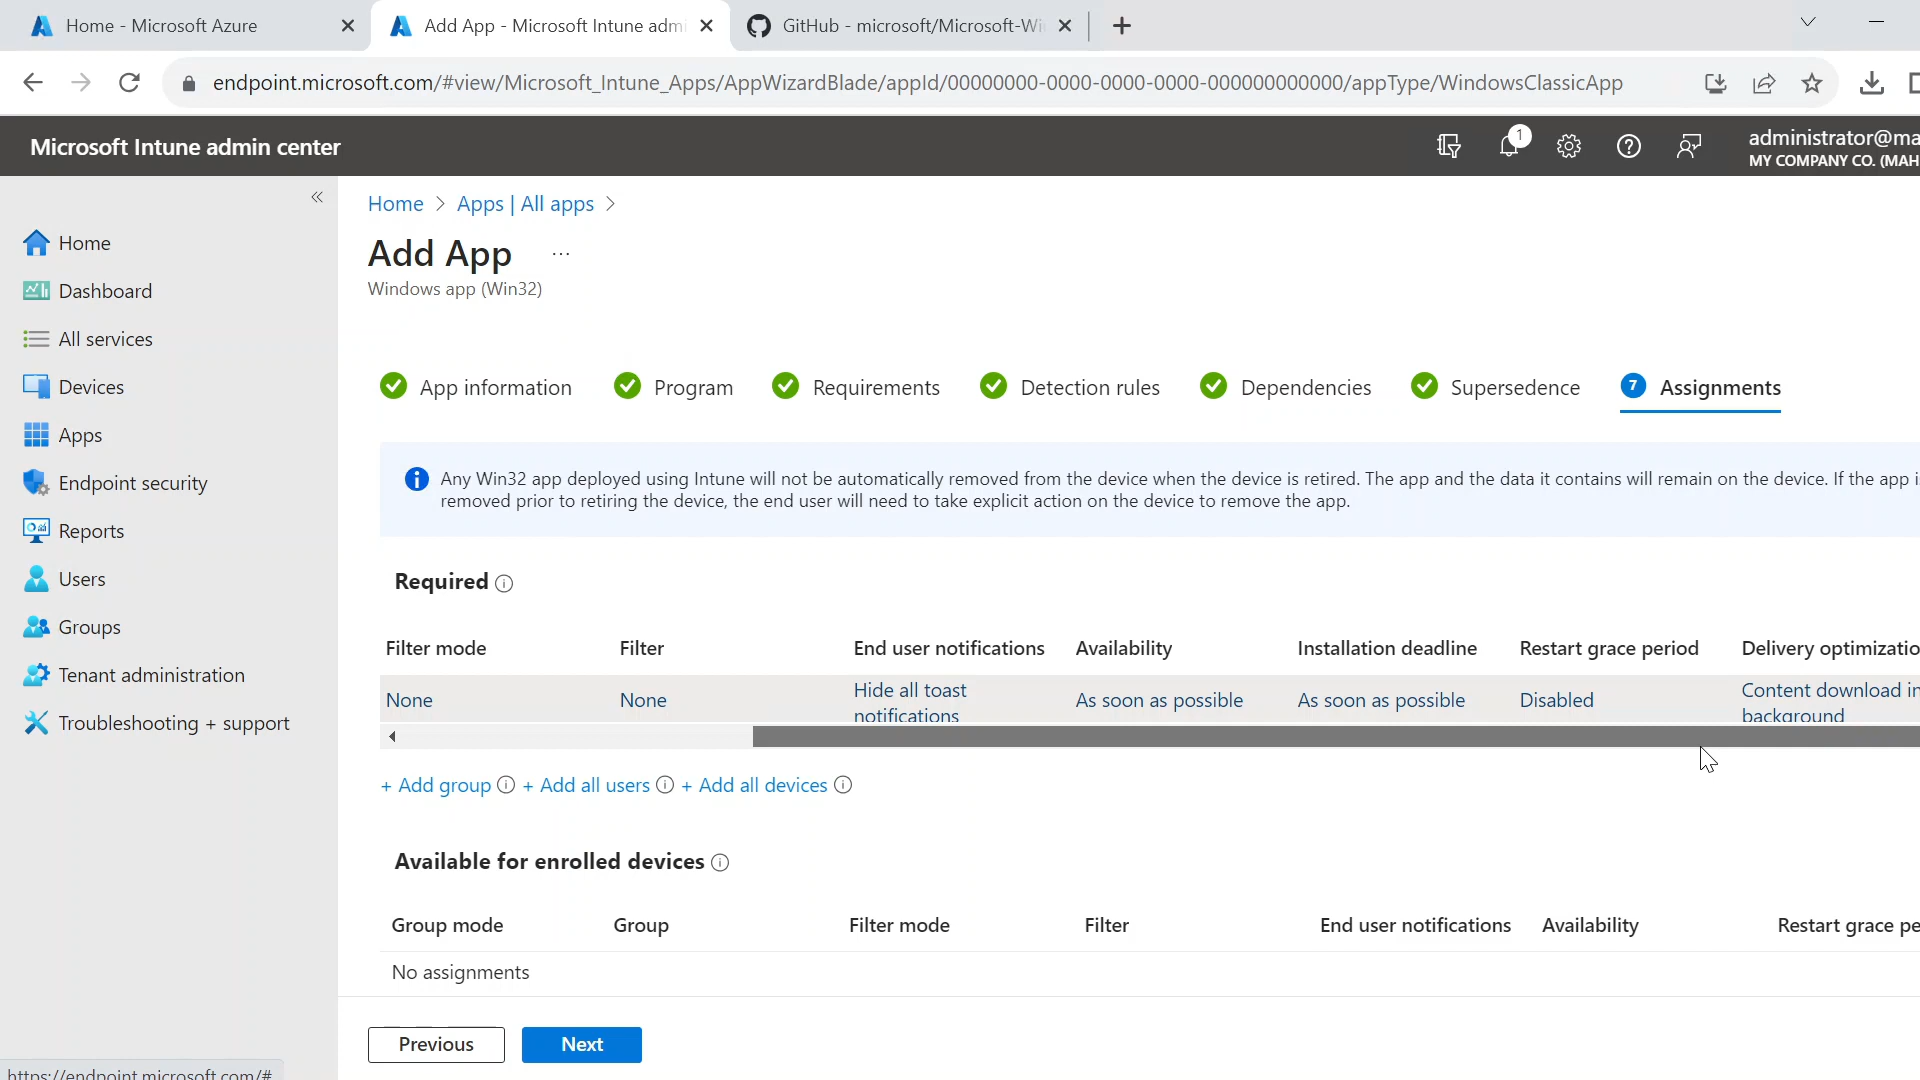 Home - Microsoft Azure
Add App - Microsoft Intune admi
GitHub - microsoft/Microsoft-Wi
endpoint.microsoft.com/#view/Microsoft_Intune_Apps/AppWizardBlade/appId/00000000-0000-0000-0000-000000000000/appType/WindowsClassicApp
Microsoft Intune admin center
1
administrator@ma
MY COMPANY CO. (MAH
«
Home > Apps | All apps >
Home
Dashboard
All services
Devices
Apps
Endpoint security
Reports
Users
Groups
Tenant administration
Troubleshooting + support
Add App ...
Windows app (Win32)
App information Program Requirements Detection rules Dependencies Supersedence 7 Assignments
Any Win32 app deployed using Intune will not be automatically removed from the device when the device is retired. The app and the data it contains will remain on the device. If the app i
removed prior to retiring the device, the end user will need to take explicit action on the device to remove the app.
Required
Filter mode Filter End user notifications Availability Installation deadline Restart grace period Delivery optimizatio
None None Hide all toast notifications As soon as possible As soon as possible Disabled Content download in background
+ Add group + Add all users + Add all devices
Available for enrolled devices
Group mode Group Filter mode Filter End user notifications Availability Restart grace pe
No assignments
Previous Next
https://endpoint.microsoft.com/#